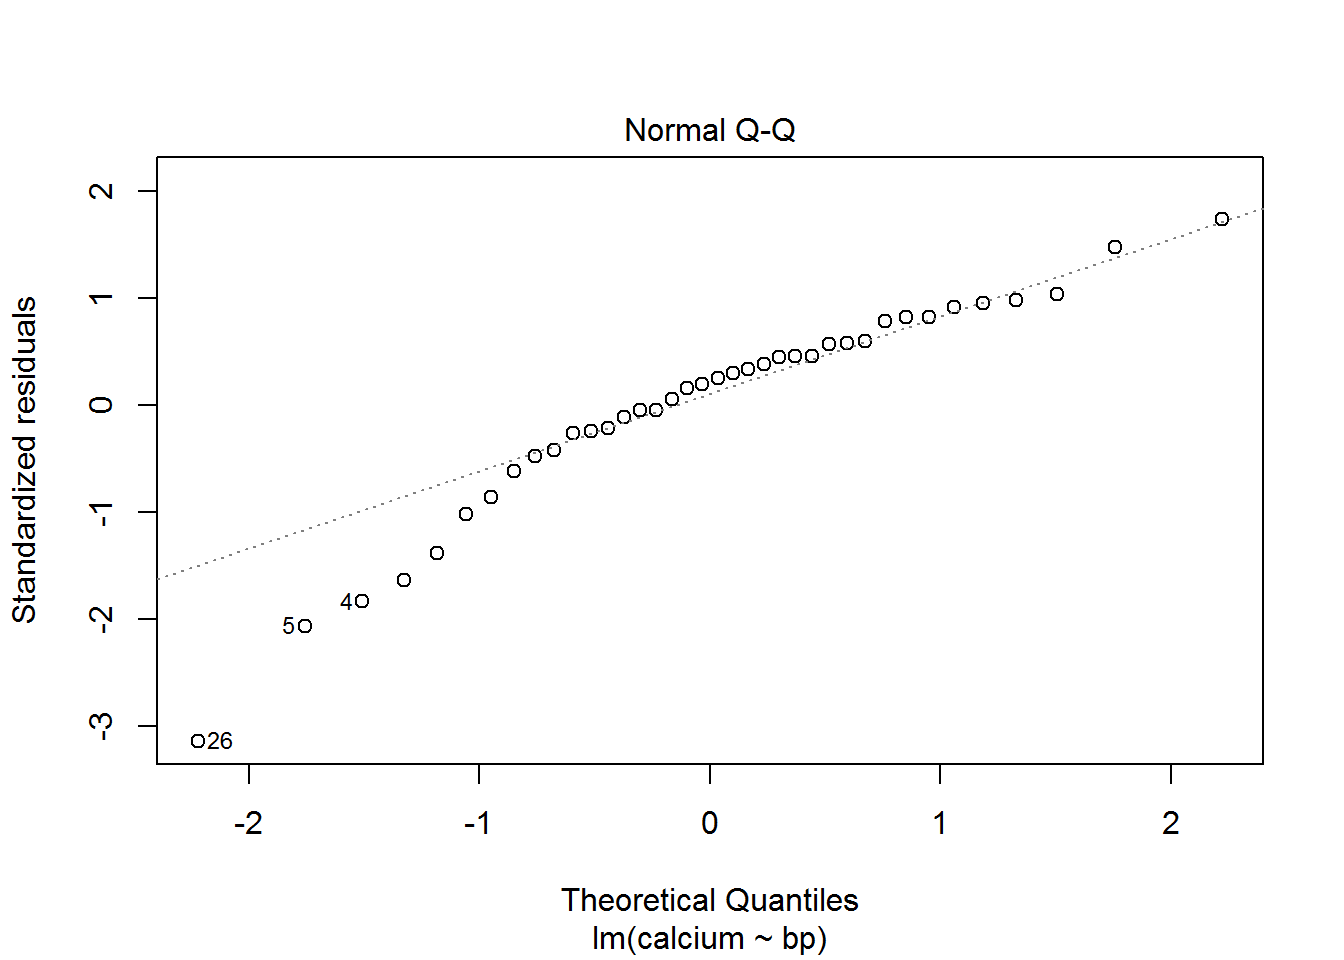 Normal Q-Q
Standardized residuals
2
1
0
-1
-2
-3
4
5
26
-2 -1 0 1 2
Theoretical Quantiles
lm(calcium ~ bp)